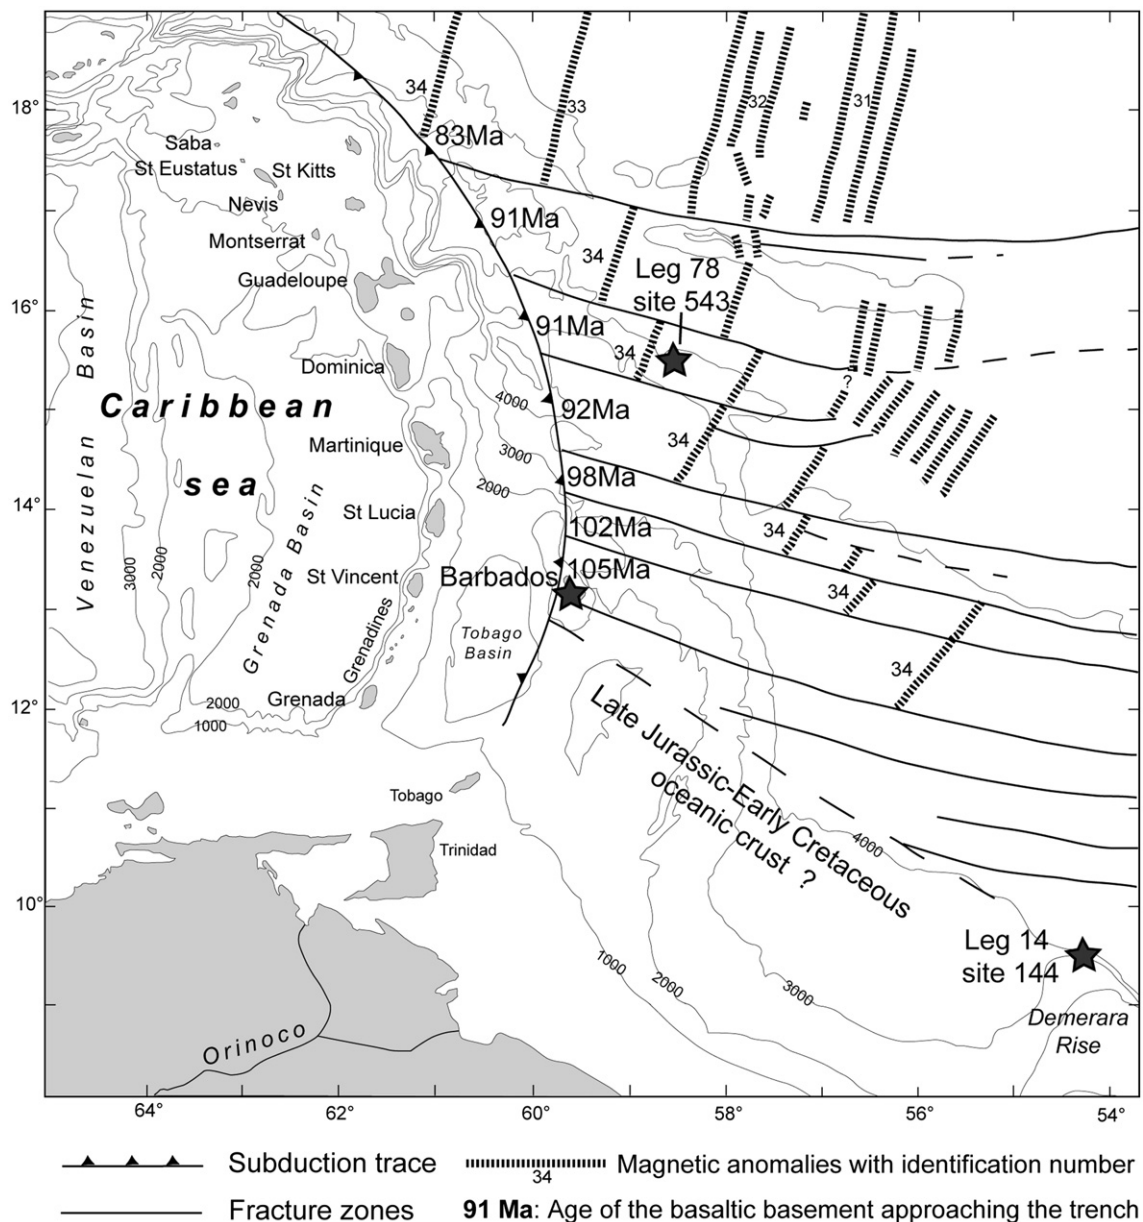 18°
16°
14°
12°
10°
64°
62°
60°
58°
56°
54°
34
33
32
31
83Ma
Saba
St Eustatus
St Kitts
Nevis
91Ma
Montserrat
34
Leg 78
site 543
Guadeloupe
91Ma
34
Dominica
?
4000
92Ma
Caribbean
sea
Martinique
34
3000
98Ma
2000
St Lucia
102Ma
34
Venezuelan Basin
3000
2000
2000
Grenada Basin
St Vincent
Barbados
105Ma
34
Grenadines
Tobago
Basin
34
Grenada
2000
1000
Late Jurassic-Early Cretaceous
oceanic crust ?
Tobago
Trinidad
4000
Leg 14
site 144
1000
2000
3000
Demerara
Rise
Orinoco
Subduction trace
34
Magnetic anomalies with identification number
Fracture zones
91 Ma: Age of the basaltic basement approaching the trench